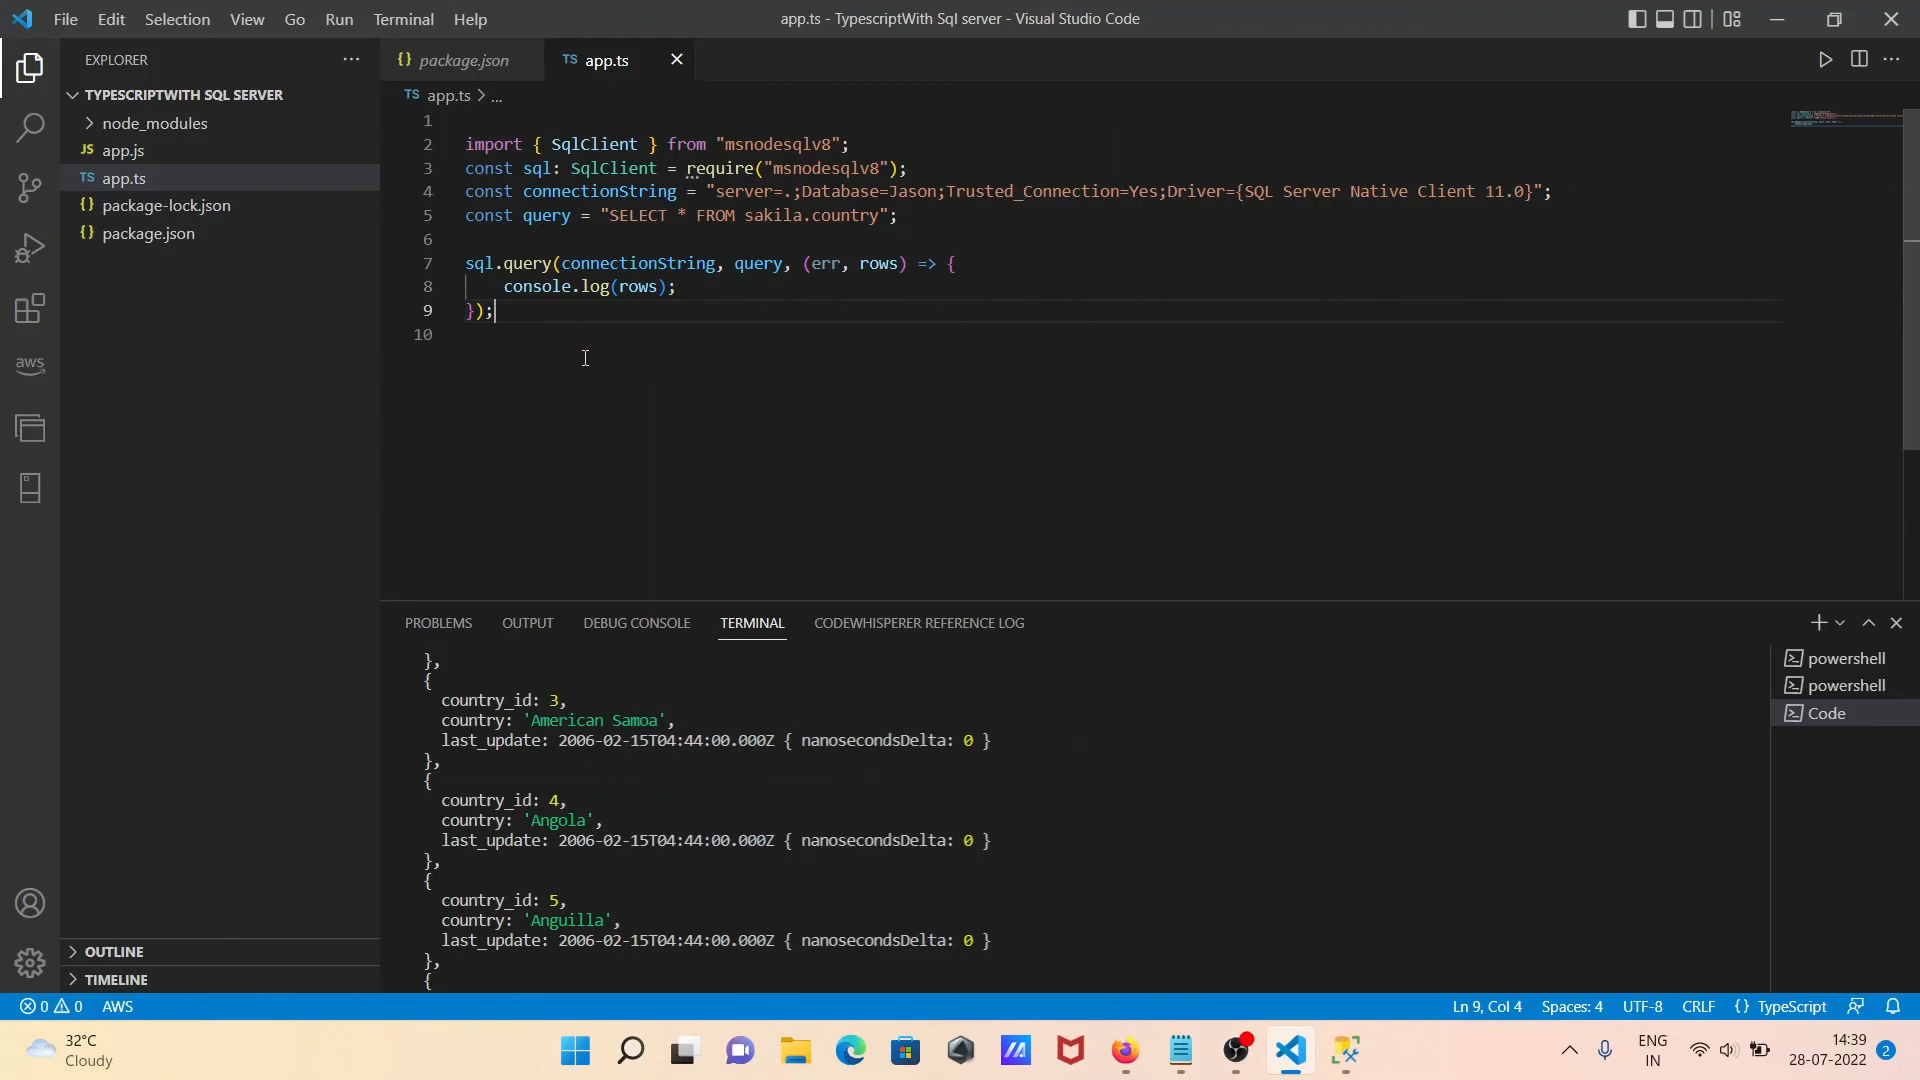 File Edit Selection View Go Run Terminal Help
app.ts - TypescriptWith Sql server - Visual Studio Code
EXPLORER
TYPESCRIPTWITH SQL SERVER
node_modules
JS app.js
TS app.ts
{} package-lock.json
{} package.json
aws
OUTLINE
TIMELINE
{} package.json
TS app.ts
TS app.ts > ...
1
2 import { SqlClient } from "msnodesqlv8";
3 const sql: SqlClient = require("msnodesqlv8");
4 const connectionString = "server=.;Database=Jason;Trusted_Connection=Yes;Driver={SQL Server Native Client 11.0}";
5 const query = "SELECT * FROM sakila.country";
6
7 sql.query(connectionString, query, (err, rows) => {
8 console.log(rows);
9 });
10
PROBLEMS OUTPUT DEBUG CONSOLE TERMINAL CODEWHISPERER REFERENCE LOG
},
{
country_id: 3,
country: 'American Samoa',
last_update: 2006-02-15T04:44:00.000Z { nanosecondsDelta: 0 }
},
{
country_id: 4,
country: 'Angola',
last_update: 2006-02-15T04:44:00.000Z { nanosecondsDelta: 0 }
},
{
country_id: 5,
country: 'Anguilla',
last_update: 2006-02-15T04:44:00.000Z { nanosecondsDelta: 0 }
},
{
powershell
powershell
Code
0 0 AWS
Ln 9, Col 4 Spaces: 4 UTF-8 CRLF {} TypeScript
32°C
Cloudy
ENG
IN
14:39
28-07-2022
2